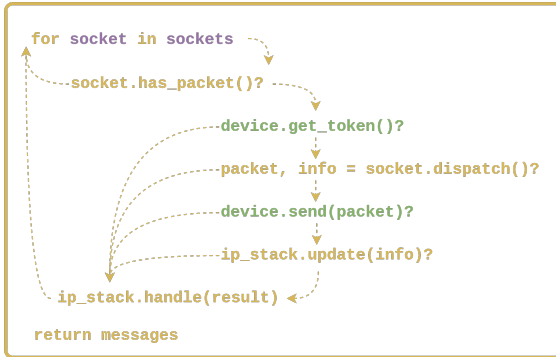 for socket in sockets
socket.has_packet()?
device.get_token()?
packet, info = socket.dispatch()?
device.send(packet)?
ip_stack.update(info)?
ip_stack.handle(result)
return messages